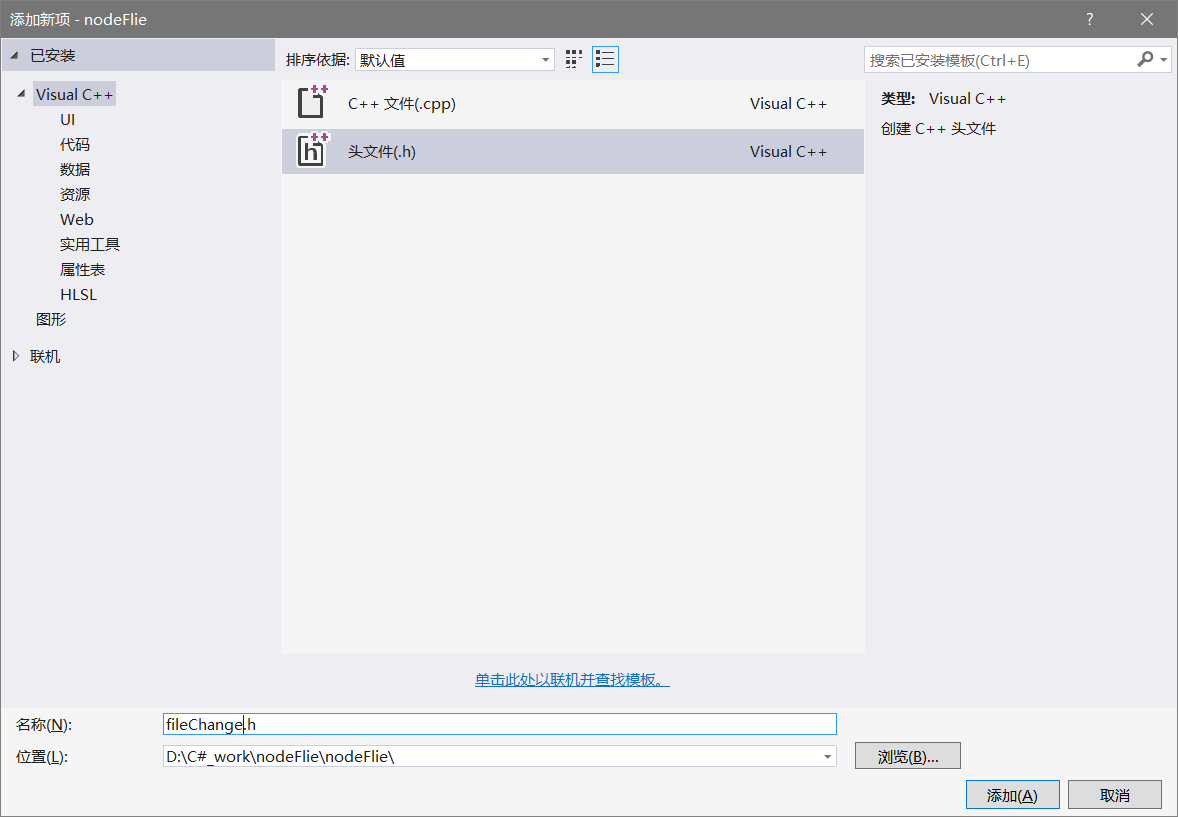 添加新项 - nodeFlie
?
已安装
Visual C++
UI
代码
数据
资源
Web
实用工具
属性表
HLSL
图形
联机
排序依据: 默认值
C++ 文件(.cpp) Visual C++
头文件(.h) Visual C++
单击此处以联机并查找模板。
搜索已安装模板(Ctrl+E)
类型: Visual C++
创建 C++ 头文件
名称(N): fileChange.h
位置(L): D:\C#_work\nodeFlie\nodeFlie\
浏览(B)...
添加(A) 取消